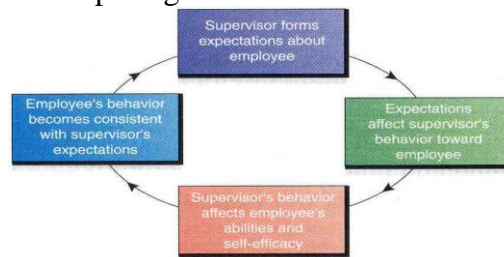 Supervisor forms
expectations about
employee
Expectations
affect supervisor's
behavior toward
employee
Supervisor's behavior
affects employee's
abilities and
self-efficacy
Employee's behavior
becomes consistent
with supervisor's
expectations